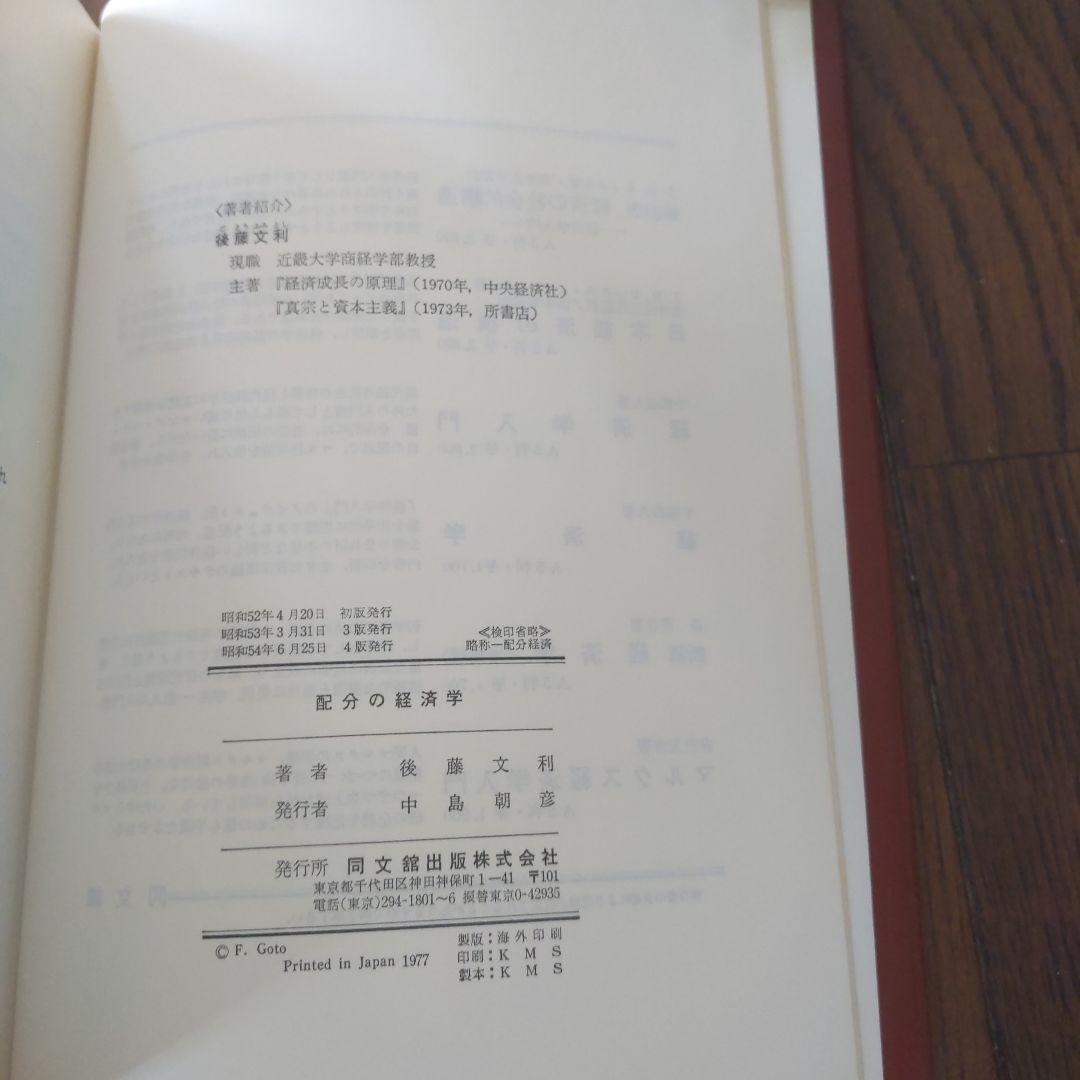 〈著者紹介〉
後藤文利
現職 近畿大学商経学部教授
主著『経済成長の原理』(1970年, 中央経済社)
『真宗と資本主義』(1973年, 所書店)
昭和52年4月20日 初版発行
昭和53年3月31日 3版発行
昭和54年6月25日 4版発行
≪検印省略≫
略称―配分経済
配分の経済学
著者 後藤文利
発行者 中島朝彦
発行所 同文舘出版株式会社
東京都千代田区神田神保町1―41 〒101
電話(東京)294-1801～6 振替東京0-42935
© F. Goto
Printed in Japan 1977
製版：海外印刷
印刷：K M S
製本：K M S